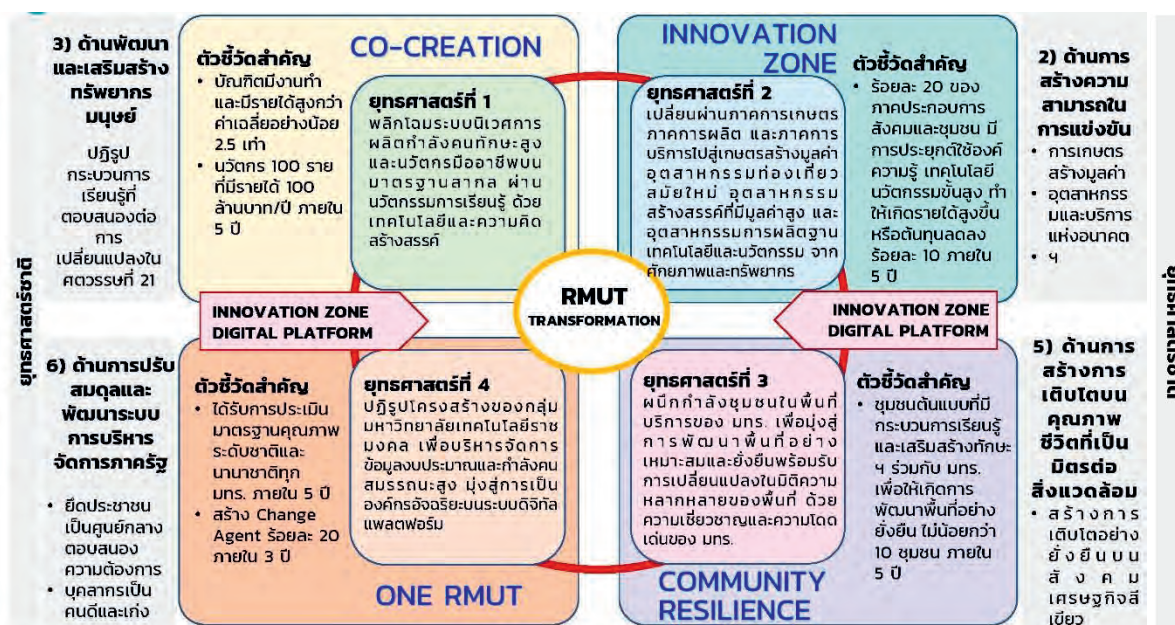 ยุทธศาสตร์ชาติ
3) ด้านพัฒนา
และเสริมสร้าง
ทรัพยากร
มนุษย์
ปฏิรูป
กระบวนการ
เรียนรู้ที่
ตอบสนองต่อ
การ
เปลี่ยนแปลงใน
ศตวรรษที่ 21
CO-CREATION
ตัวชี้วัดสำคัญ
• บัณฑิตมีงานทำ
และมีรายได้สูงกว่า
ค่าเฉลี่ยอย่างน้อย
2.5 เท่า
• นวัตกร 100 ราย
ที่มีรายได้ 100
ล้านบาท/ปี ภายใน
5 ปี
ยุทธศาสตร์ที่ 1
พลิกโฉมระบบนิเวศการ
ผลิตกำลังคนทักษะสูง
และนวัตกรมืออาชีพบน
มาตรฐานสากล ผ่าน
นวัตกรรมการเรียนรู้ ด้วย
เทคโนโลยีและความคิด
สร้างสรรค์
INNOVATION
ZONE
ยุทธศาสตร์ที่ 2
เปลี่ยนผ่านภาคการเกษตร
ภาคการผลิต และภาคการ
บริการไปสู่เกษตรสร้างมูลค่า
อุตสาหกรรมท่องเที่ยว
สมัยใหม่ อุตสาหกรรม
สร้างสรรค์ที่มีมูลค่าสูง และ
อุตสาหกรรมการผลิตฐาน
เทคโนโลยีและนวัตกรรม จาก
ศักยภาพและทรัพยากร
ตัวชี้วัดสำคัญ
• ร้อยละ 20 ของ
ภาคประกอบการ
สังคมและชุมชน มี
การประยุกต์ใช้องค์
ความรู้ เทคโนโลยี
นวัตกรรมขั้นสูง ทำ
ให้เกิดรายได้สูงขึ้น
หรือต้นทุนลดลง
ร้อยละ 10 ภายใน
5 ปี
2) ด้านการ
สร้างความ
สามารถใน
การแข่งขัน
• การเกษตร
สร้างมูลค่า
• อุตสาหกรร
มและบริการ
แห่งอนาคต
• ฯ
INNOVATION ZONE
DIGITAL PLATFORM
RMUT
TRANSFORMATION
INNOVATION ZONE
DIGITAL PLATFORM
6) ด้านการปรับ
สมดุลและ
พัฒนาระบบ
การบริหาร
จัดการภาครัฐ
• ยึดประชาชน
เป็นศูนย์กลาง
ตอบสนอง
ความต้องการ
• บุคลากรเป็น
คนดีและเก่ง
ตัวชี้วัดสำคัญ
• ได้รับการประเมิน
มาตรฐานคุณภาพ
ระดับชาติและ
นานาชาติทุก
มทร. ภายใน 5 ปี
• สร้าง Change
Agent ร้อยละ 20
ภายใน 3 ปี
ยุทธศาสตร์ที่ 4
ปฏิรูปโครงสร้างของกลุ่ม
มหาวิทยาลัยเทคโนโลยีราช
มงคล เพื่อบริหารจัดการ
ข้อมูลงบประมาณและกำลังคน
สมรรถนะสูง มุ่งสู่การเป็น
องค์กรอัจฉริยะบนระบบดิจิทัล
แพลตฟอร์ม
ONE RMUT
ยุทธศาสตร์ที่ 3
ผนึกกำลังชุมชนในพื้นที่
บริการของ มทร. เพื่อมุ่งสู่
การพัฒนาพื้นที่อย่าง
เหมาะสมและยั่งยืนพร้อมรับ
การเปลี่ยนแปลงในมิติความ
หลากหลายของพื้นที่ ด้วย
ความเชี่ยวชาญและความโดด
เด่นของ มทร.
ตัวชี้วัดสำคัญ
• ชุมชนต้นแบบที่มี
กระบวนการเรียนรู้
และเสริมสร้างทักษะ
ฯ ร่วมกับ มทร.
เพื่อให้เกิดการ
พัฒนาพื้นที่อย่าง
ยั่งยืน ไม่น้อยกว่า
10 ชุมชน ภายใน
5 ปี
COMMUNITY
RESILIENCE
5) ด้านการ
สร้างการ
เติบโตบน
คุณภาพ
ชีวิตที่เป็น
มิตรต่อ
สิ่งแวดล้อม
• สร้างการ
เติบโตอย่าง
ยั่งยืนบน
สังคม
เศรษฐกิจสี
เขียว